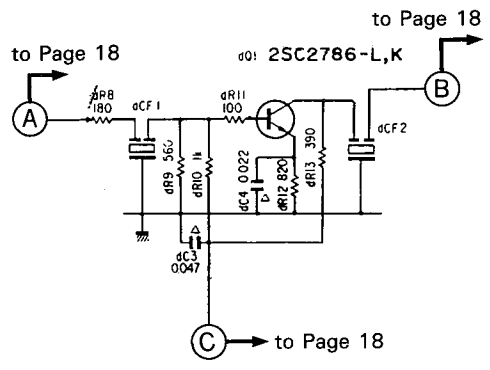 to Page 18
to Page 18
dQ1 2SC2786-L,K
A
dR8
180
dCF1
dR11
100
B
dCF2
dR9 560
dR10 1k
dC4 0.022
dR12 820
dR13 390
dC3
0.047
C
to Page 18